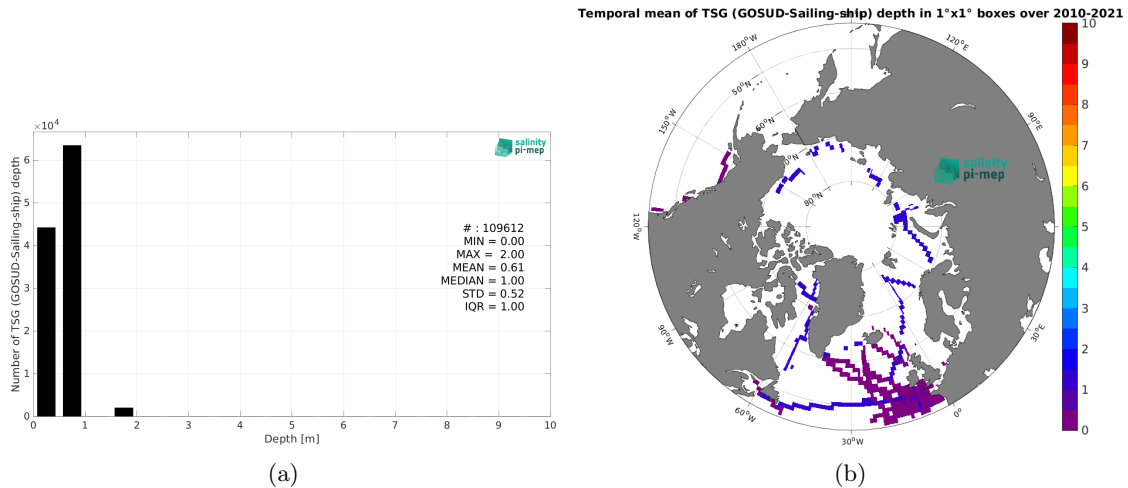 Temporal mean of TSG (GOSUD-Sailing-ship) depth in 1°x1° boxes over 2010-2021
×10⁴
Number of TSG (GOSUD-Sailing-ship) depth
6
5
4
3
2
1
0
0 1 2 3 4 5 6 7 8 9 10
Depth [m]
salinity
pi-mep
# : 109612
MIN = 0.00
MAX = 2.00
MEAN = 0.61
MEDIAN = 1.00
STD = 0.52
IQR = 1.00
(a)
180°W
120°E
150°W
90°E
120°W
90°W
30°E
60°W
0°
30°W
50°N
60°N
80°N
salinity
pi-mep
10
9
8
7
6
5
4
3
2
1
0
(b)